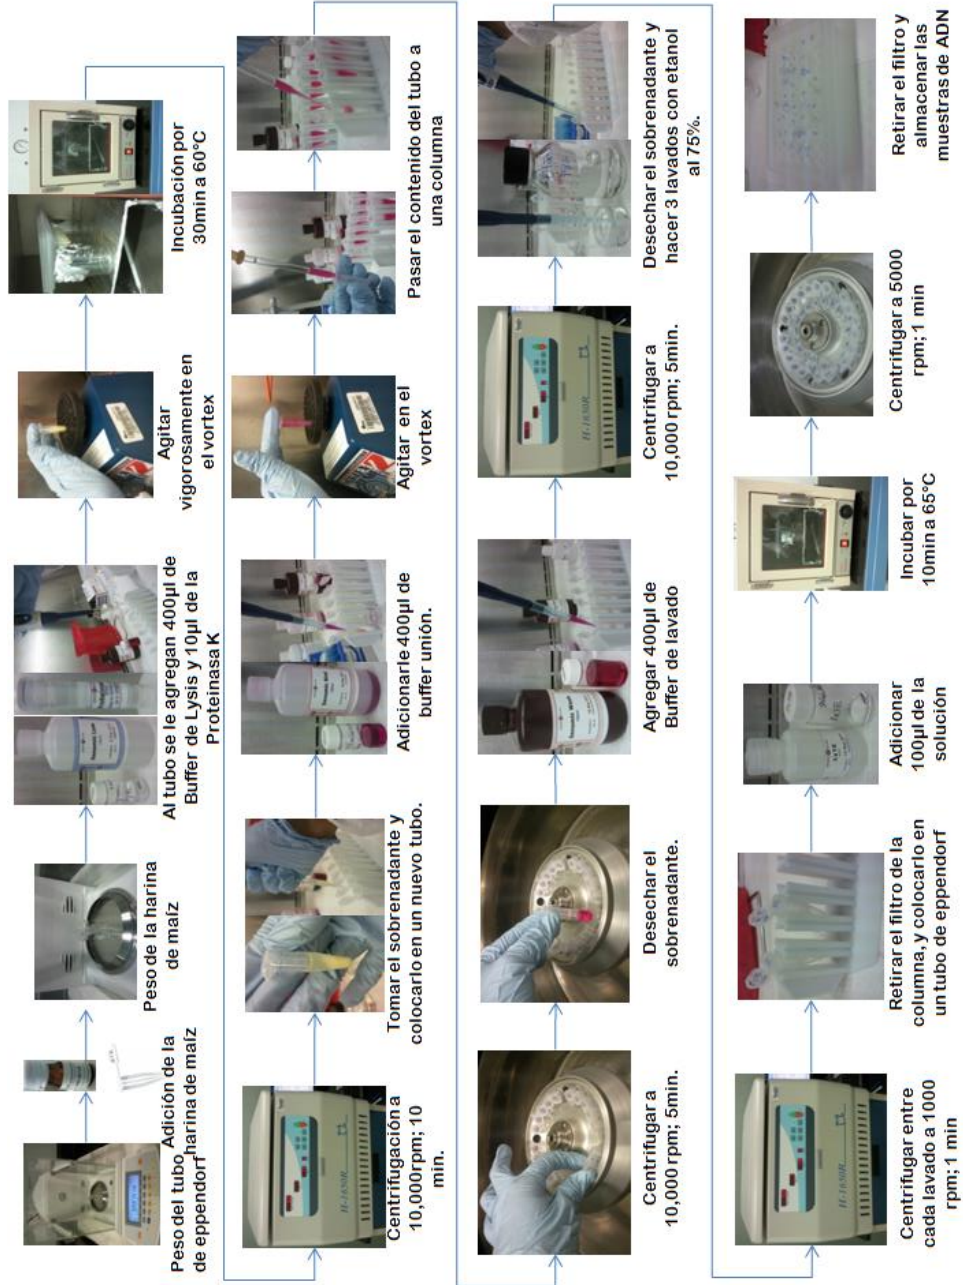 Peso del tubo
de eppendorf
Adición de la
harina de maíz
Peso de la harina
de maíz
Al tubo se le agregan 400µl de
Buffer de Lysis y 10µl de la
Proteinasa K
Agitar
vigorosamente en
el vortex
Incubación por
30min a 60°C
Centrifugación a
10,000rpm; 10
min.
Tomar el sobrenadante y
colocarlo en un nuevo tubo.
Adicionarle 400µl de
buffer unión.
Agitar en el
vortex
Pasar el contenido del tubo a
una columna
Centrifugar a
10,000 rpm; 5min.
Desechar el
sobrenadante.
Agregar 400µl de
Buffer de lavado
Centrifugar a
10,000 rpm; 5min.
H-1650R
Desechar el sobrenadante y
hacer 3 lavados con etanol
al 75%.
Centrifugar entre
cada lavado a 1000
rpm; 1 min
H-1650R
Retirar el filtro de la
columna, y colocarlo en
un tubo de eppendorf
Adicionar
100µl de la
solución
Incubar por
10min a 65°C
Centrifugar a 5000
rpm; 1 min
Retirar el filtro y
almacenar las
muestras de ADN